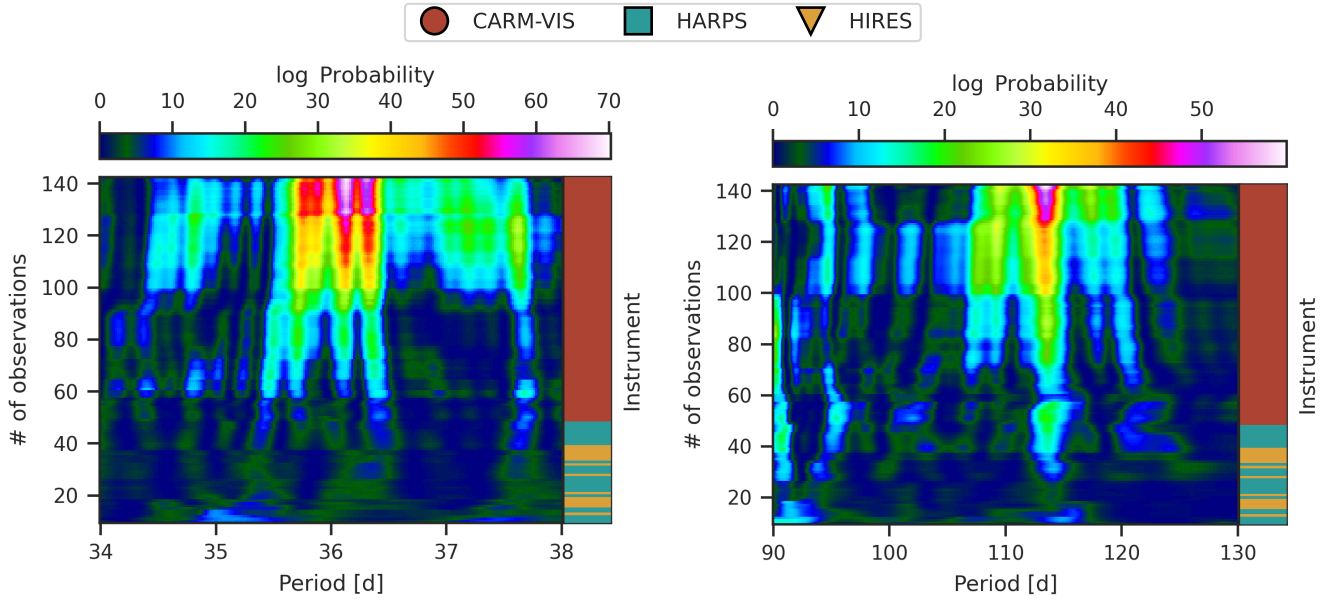 CARM-VIS HARPS HIRES
log Probability
0 10 20 30 40 50 60 70
140
120
100
80
60
40
20
# of observations
34 35 36 37 38
Period [d]
Instrument
log Probability
0 10 20 30 40 50
140
120
100
80
60
40
20
# of observations
90 100 110 120 130
Period [d]
Instrument